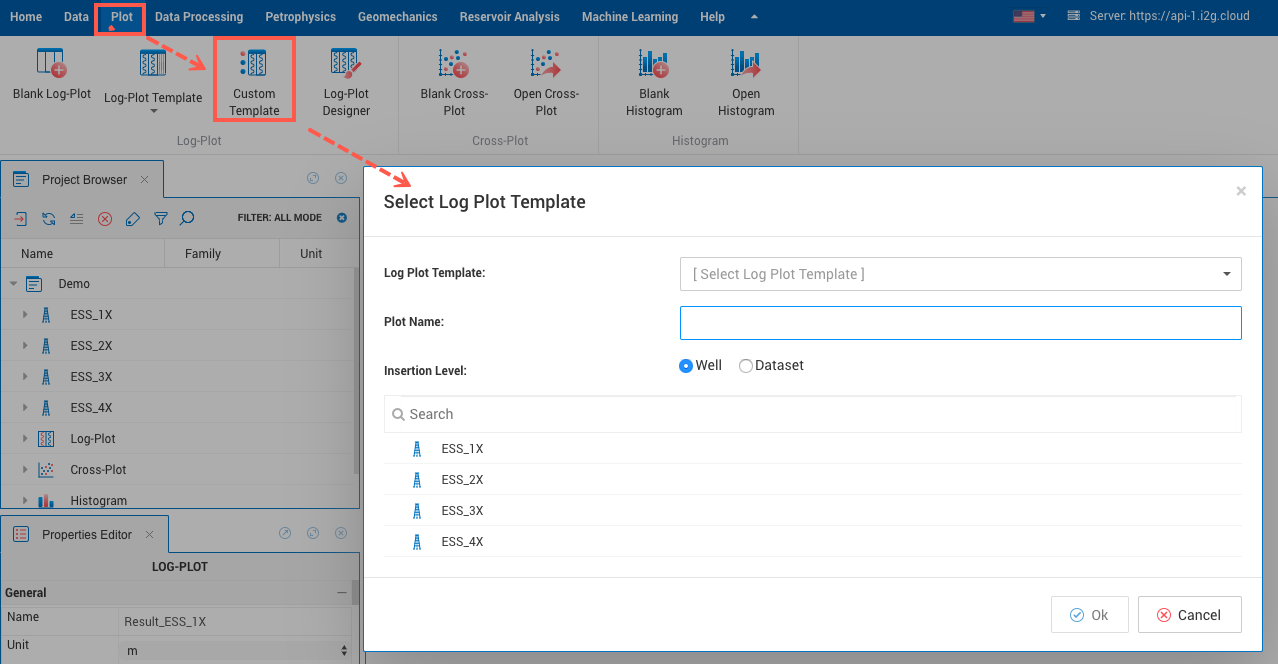 Home Data Plot Data Processing Petrophysics Geomechanics Reservoir Analysis Machine Learning Help Server: https://api-1.i2g.cloud
Blank Log-Plot
Log-Plot Template
Custom
Template
Log-Plot
Designer
Blank Cross-
Plot
Open Cross-
Plot
Blank
Histogram
Open
Histogram
Log-Plot Cross-Plot Histogram
Project Browser
FILTER: ALL MODE
Name Family Unit
Demo
ESS_1X
ESS_2X
ESS_3X
ESS_4X
Log-Plot
Cross-Plot
Histogram
Properties Editor
LOG-PLOT
General
Name Result_ESS_1X
Unit m
Select Log Plot Template
Log Plot Template: [ Select Log Plot Template ]
Plot Name:
Insertion Level: Well Dataset
Search
ESS_1X
ESS_2X
ESS_3X
ESS_4X
Ok Cancel